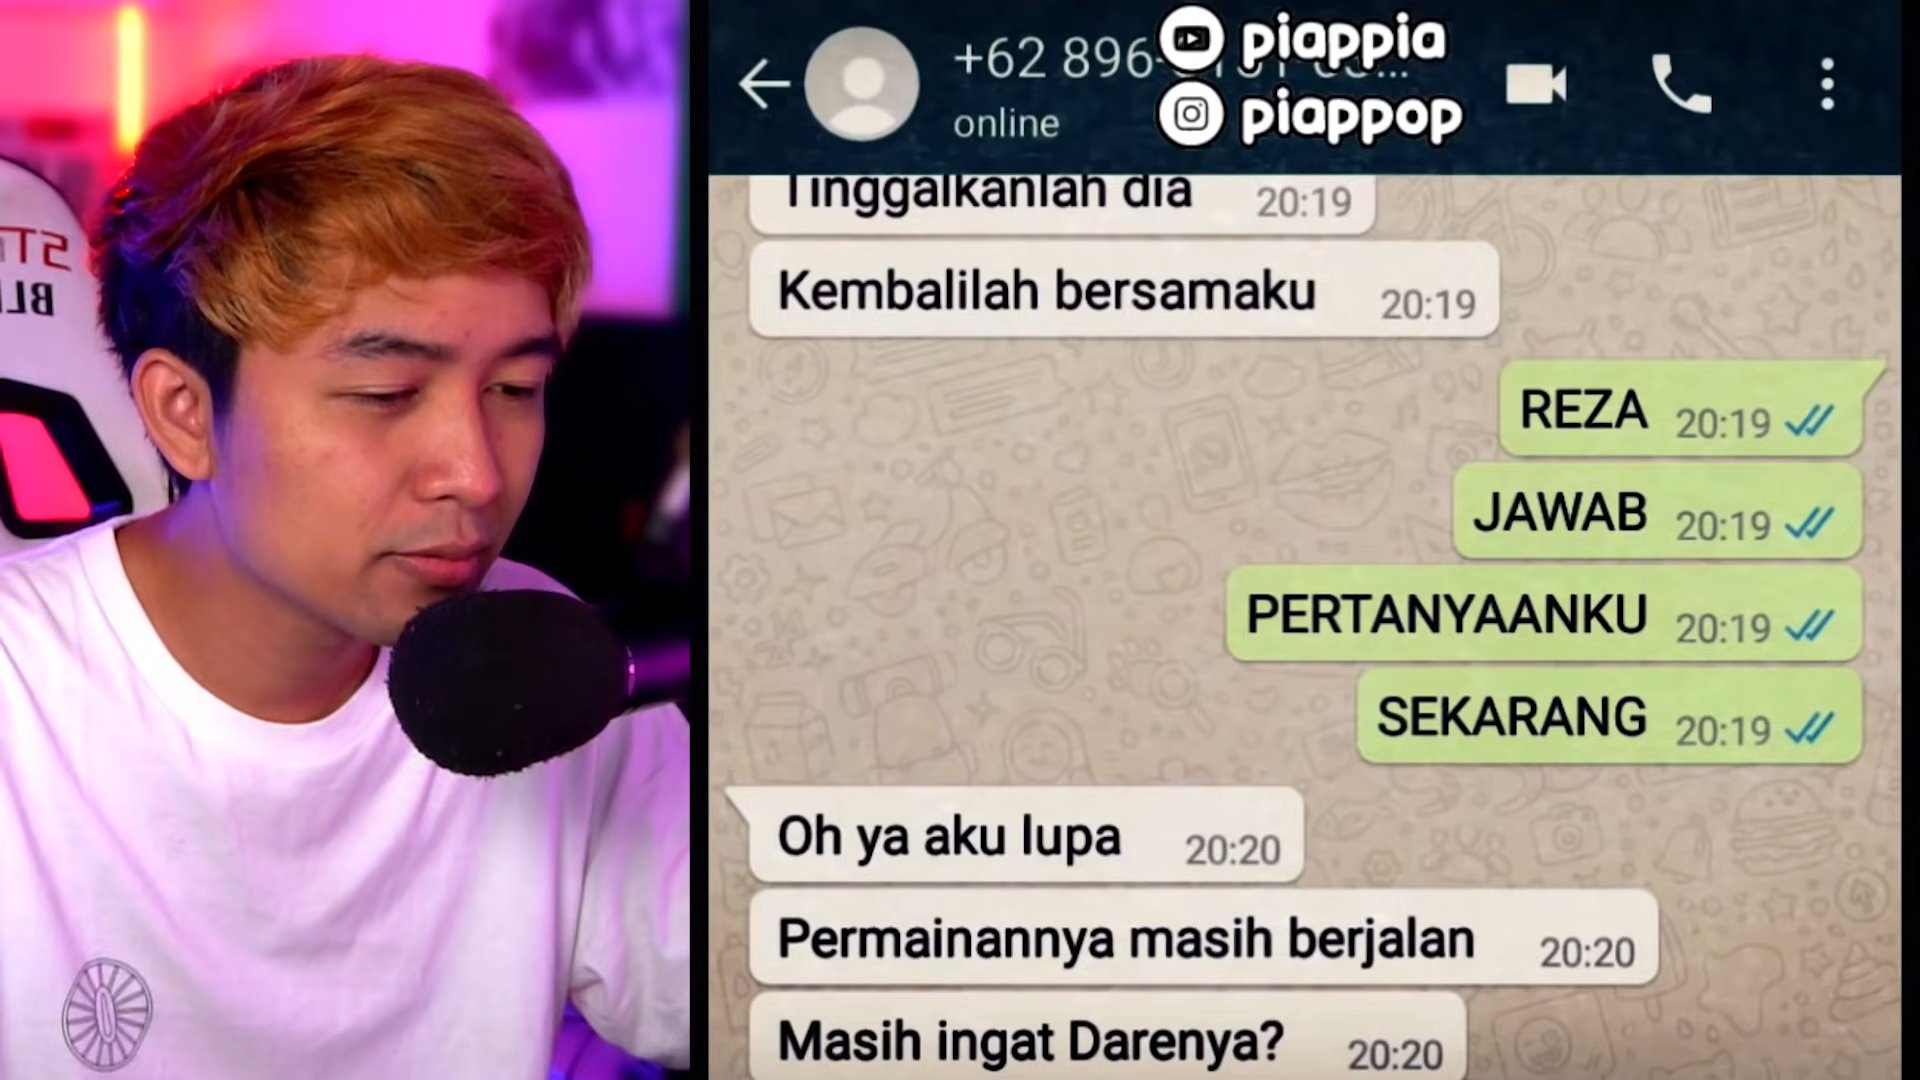 piappia
+62 896-
online
piappop
Tinggalkanlah dia 20:19
Kembalilah bersamaku 20:19
REZA 20:19
JAWAB 20:19
PERTANYAANKU 20:19
SEKARANG 20:19
Oh ya aku lupa 20:20
Permainannya masih berjalan 20:20
Masih ingat Darenya? 20:20